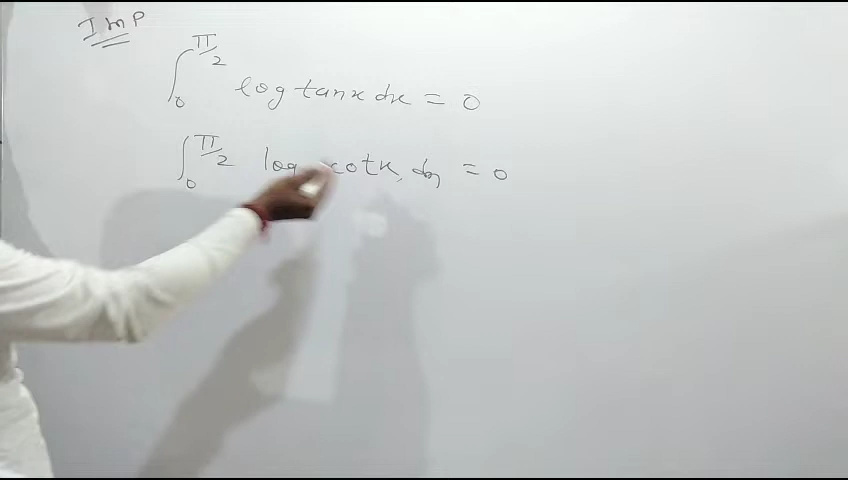 IMP
∫₀^π/2 log tanx dx = 0
∫₀^π/2 log cotx dx = 0